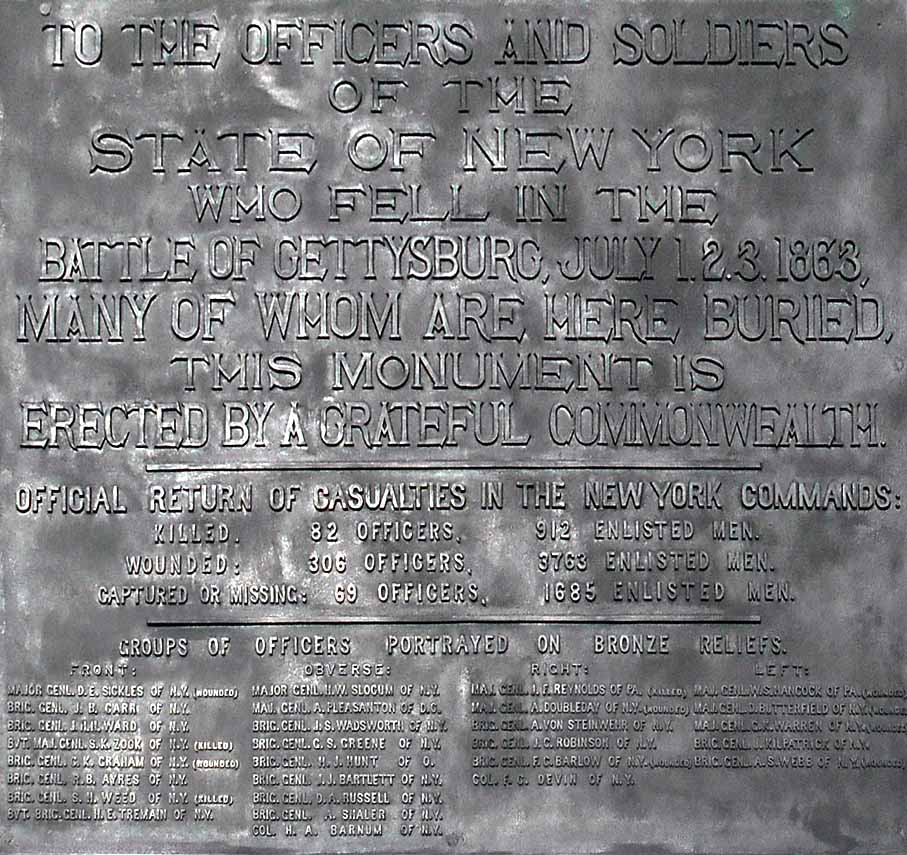 TO THE OFFICERS AND SOLDIERS
OF THE
STATE OF NEW YORK
WHO FELL IN THE
BATTLE OF GETTYSBURG, JULY 1.2.3.1863,
MANY OF WHOM ARE HERE BURIED,
THIS MONUMENT IS
ERECTED BY A GRATEFUL COMMONWEALTH.
OFFICIAL RETURN OF CASUALTIES IN THE NEW YORK COMMANDS:
KILLED. 82 OFFICERS, 912 ENLISTED MEN.
WOUNDED: 306 OFFICERS, 3763 ENLISTED MEN.
CAPTURED OR MISSING: 69 OFFICERS, 1685 ENLISTED MEN.
GROUPS OF OFFICERS PORTRAYED ON BRONZE RELIEFS.
FRONT:
MAJOR GENL. D.E. SICKLES OF N.Y. (WOUNDED)
BRIG. GENL. J.B. CARR OF N.Y.
BRIG. GENL. J.H.H. WARD OF N.Y.
BVT. MAJ. GENL. S.K. ZOOK OF N.Y. (KILLED)
BRIG. GENL. C.K. GRAHAM OF N.Y. (WOUNDED)
BRIG. GENL. R.B. AYRES OF N.Y.
BRIG. GENL. S.H. WEED OF N.Y. (KILLED)
BVT. BRIG. GENL. H.E. TREMAIN OF N.Y.
OBVERSE:
MAJOR GENL. H.W. SLOCUM OF N.Y.
MAJ. GENL. A. PLEASANTON OF D.C.
BRIG. GENL. J.S. WADSWORTH OF N.Y.
BRIG. GENL. G.S. GREENE OF N.Y.
BRIG. GENL. H.J. HUNT OF O.
BRIG. GENL. J.J. BARTLETT OF N.Y.
BRIG. GENL. D.A. RUSSELL OF N.Y.
BRIG. GENL. A. SHALER OF N.Y.
COL. H.A. BARNUM OF N.Y.
RIGHT:
MAJ. GENL. J.F. REYNOLDS OF PA. (KILLED)
MAJ. GENL. A. DOUBLEDAY OF N.Y. (WOUNDED)
BRIG. GENL. A. VON STEINWEHR OF N.Y.
BRIG. GENL. J.C. ROBINSON OF N.Y.
BRIG. GENL. F.C. BARLOW OF N.Y. (WOUNDED)
COL. T.C. DEVIN OF N.Y.
LEFT:
MAJ. GENL. W.S. HANCOCK OF PA. (WOUNDED)
MAJ. GENL. D. BUTTERFIELD OF N.Y. (WOUNDED
MAJ. GENL. G.K. WARREN OF N.Y. (WOUNDED)
BRIG. GENL. J. KILPATRICK OF N.Y.
BRIG. GENL. A.S. WEBB OF N.Y. (WOUNDED)